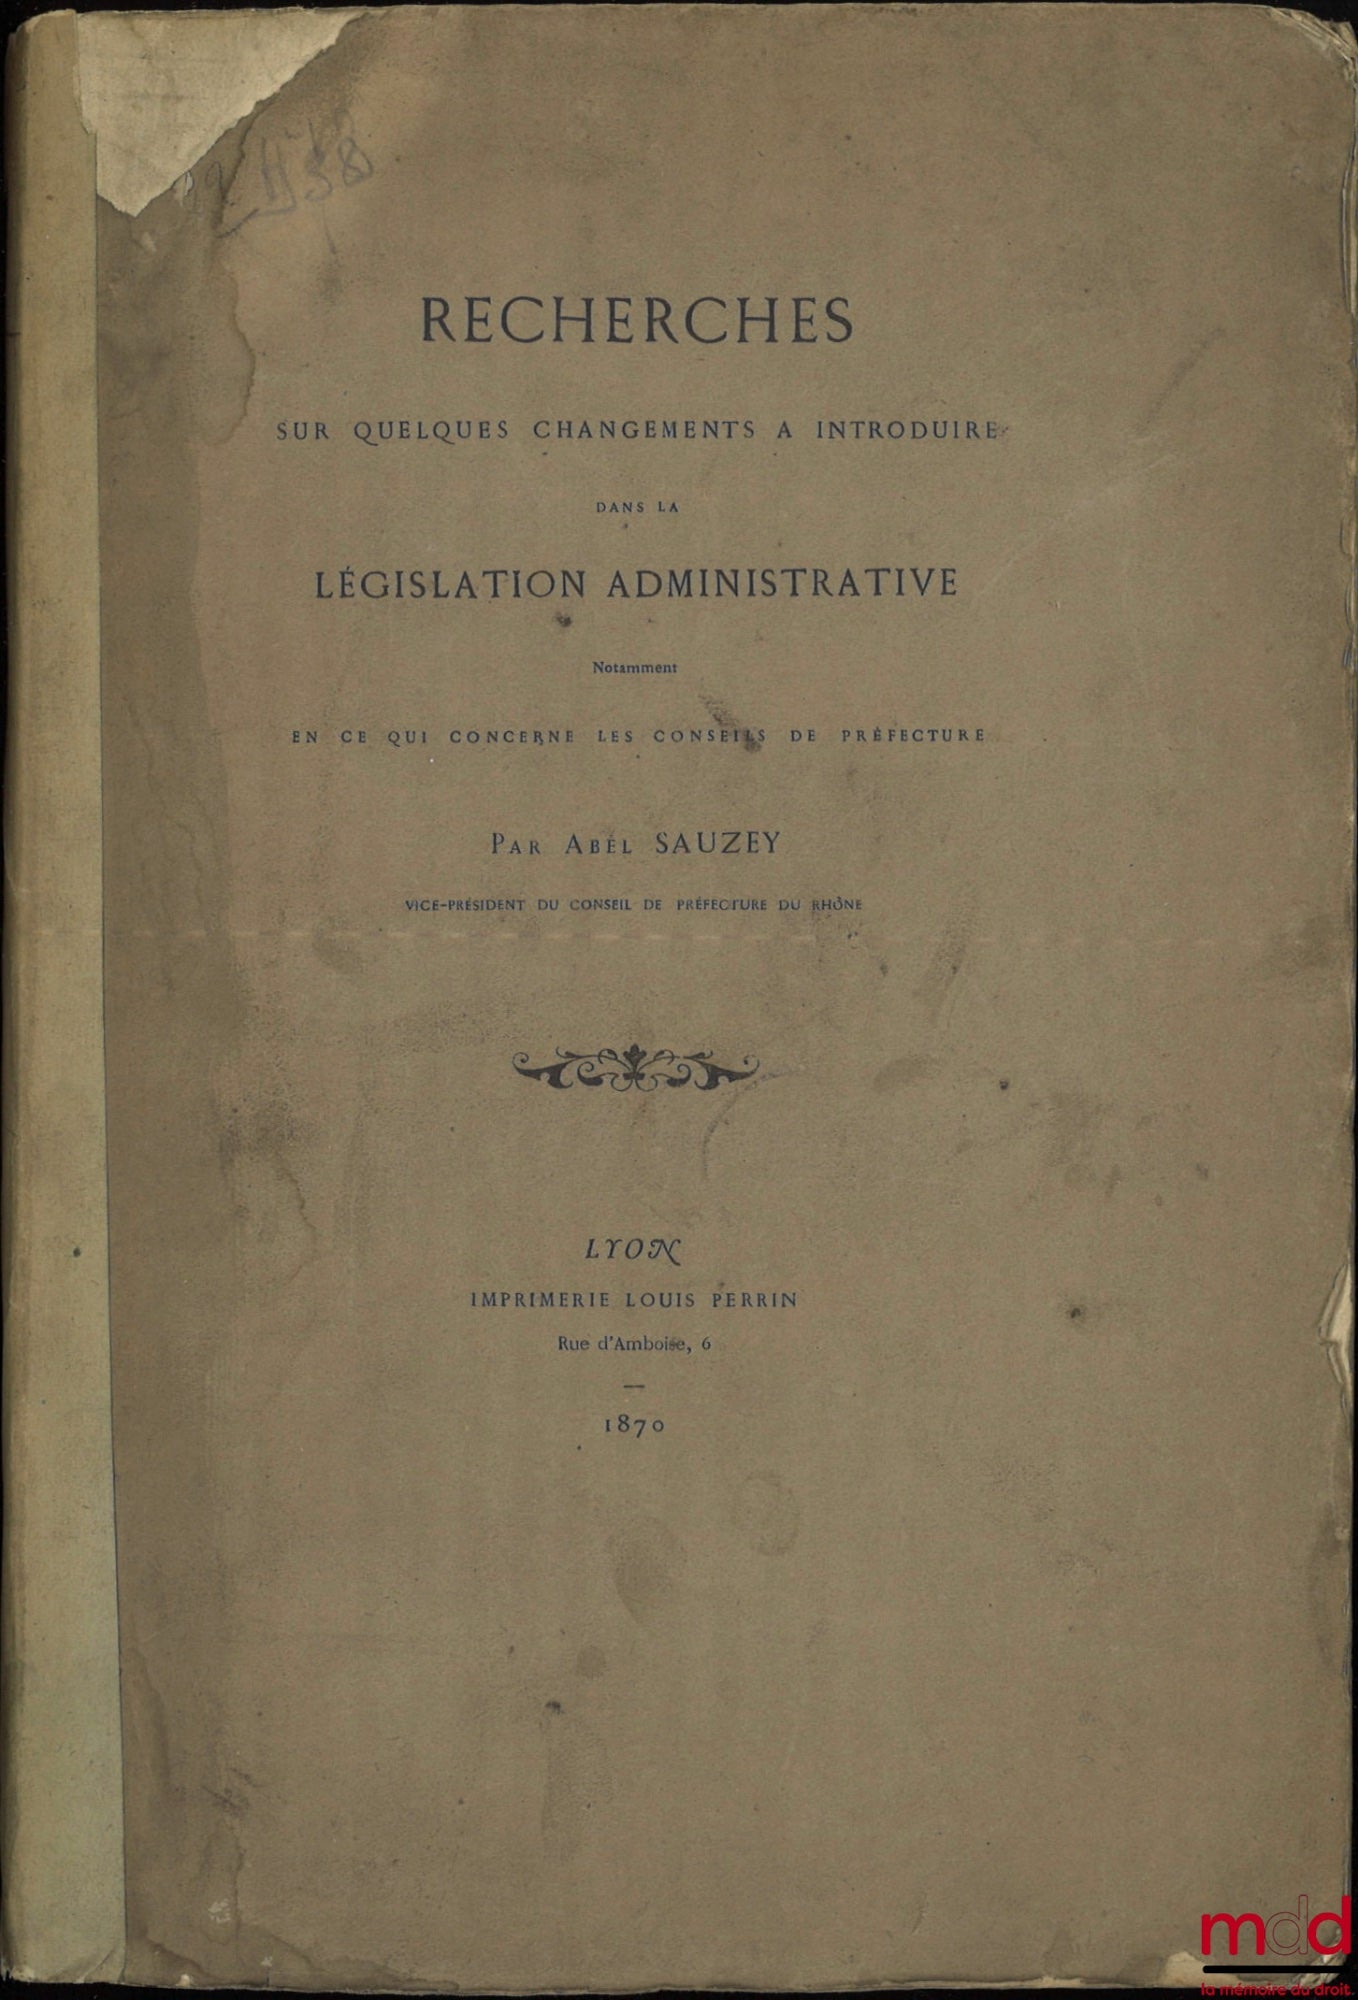 RECHERCHES
SUR QUELQUES CHANGEMENTS A INTRODUIRE
DANS LA
LÉGISLATION ADMINISTRATIVE
Notamment
EN CE QUI CONCERNE LES CONSEILS DE PRÉFECTURE
PAR ABEL SAUZEY
VICE-PRÉSIDENT DU CONSEIL DE PRÉFECTURE DU RHÔNE
LYON
IMPRIMERIE LOUIS PERRIN
Rue d'Amboise, 6
1870
mdd
la mémoire du droit